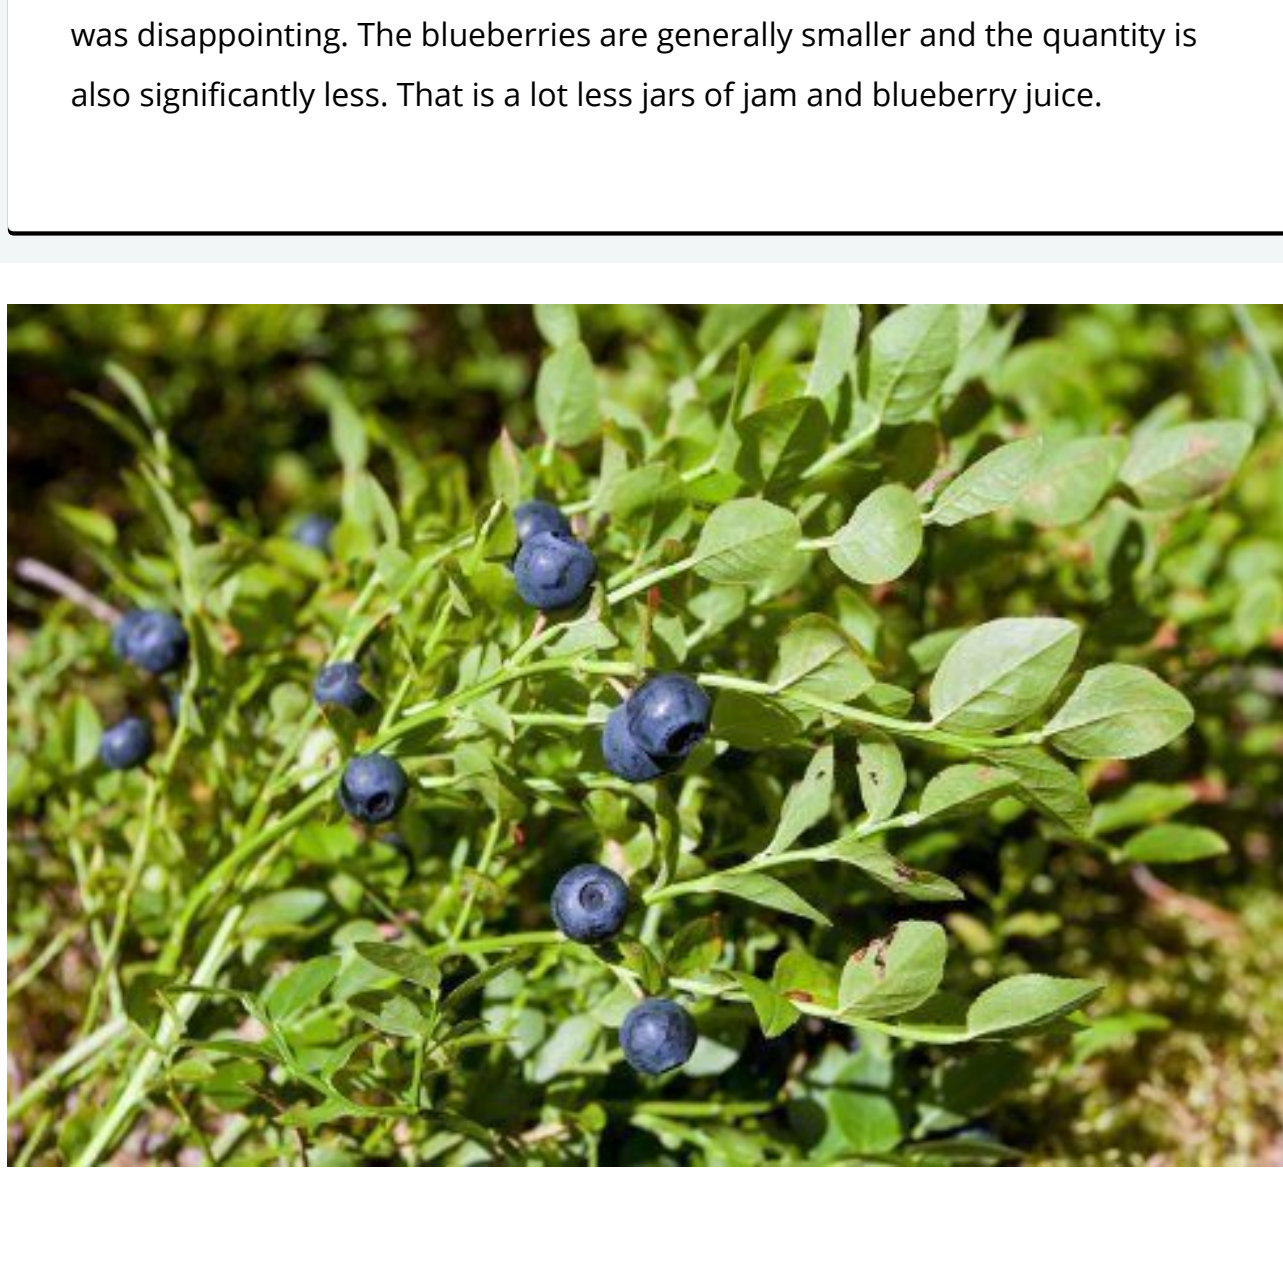 was disappointing. The blueberries are generally smaller and the quantity is
also significantly less. That is a lot less jars of jam and blueberry juice.